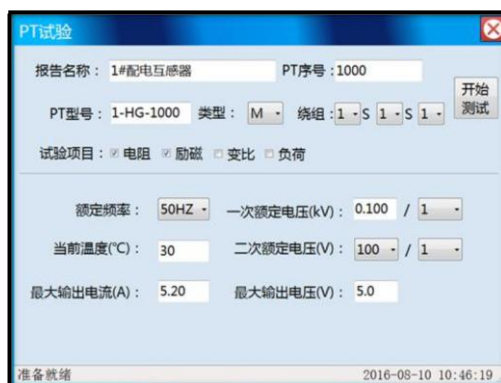 PT试验
报告名称： 1#配电互感器 PT序号：1000
开始
测试
PT型号： 1-HG-1000 类型： M 绕组： 1 S 1 S 1
试验项目： 电阻 励磁 变比 负荷
额定频率： 50HZ 一次额定电压(kV)： 0.100 / 1
当前温度(℃)： 30 二次额定电压(V)： 100 / 1
最大输出电流(A)： 5.20 最大输出电压(V)： 5.0
准备就绪 2016-08-10 10:46:19